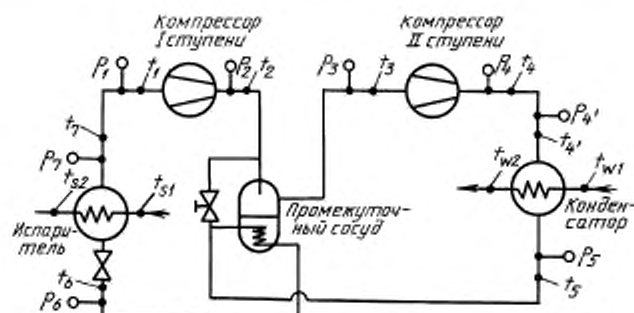 Компрессор
I ступени
Компрессор
II ступени
P1
t1
P2
t2
P3
t3
P4
t4
t7
P7
P4'
t4'
ts2
ts1
tw2
tw1
Испари-
тель
Промежуточ-
ный сосуд
Конден-
сатор
t6
P6
P5
t5